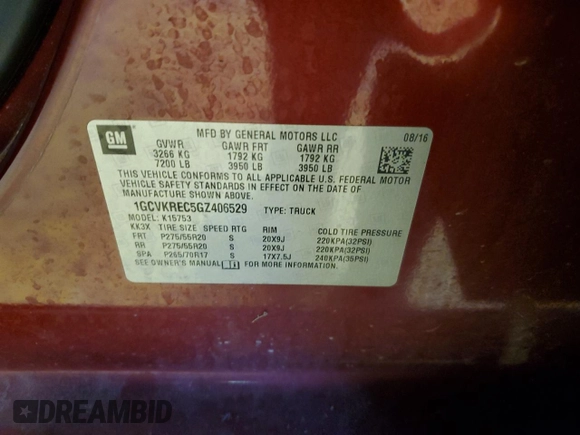 GM
MFD BY GENERAL MOTORS LLC
08/16
GVWR GAWR FRT GAWR RR
3266 KG 1792 KG 1792 KG
7200 LB 3950 LB 3950 LB
THIS VEHICLE CONFORMS TO ALL APPLICABLE U.S. FEDERAL MOTOR
VEHICLE SAFETY STANDARDS IN EFFECT ON THE DATE OF
MANUFACTURE SHOWN ABOVE.
1GCVKREC5GZ406529 TYPE: TRUCK
MODEL: K15753
KK3X TIRE SIZE SPEED RTG RIM COLD TIRE PRESSURE
FRT P275/55R20 S 20X9J 220KPA(32PSI)
RR P275/55R20 S 20X9J 220KPA(32PSI)
SPA P265/70R17 S 17X7.5J 240KPA(35PSI)
SEE OWNER'S MANUAL FOR MORE INFORMATION.
DREAMBID